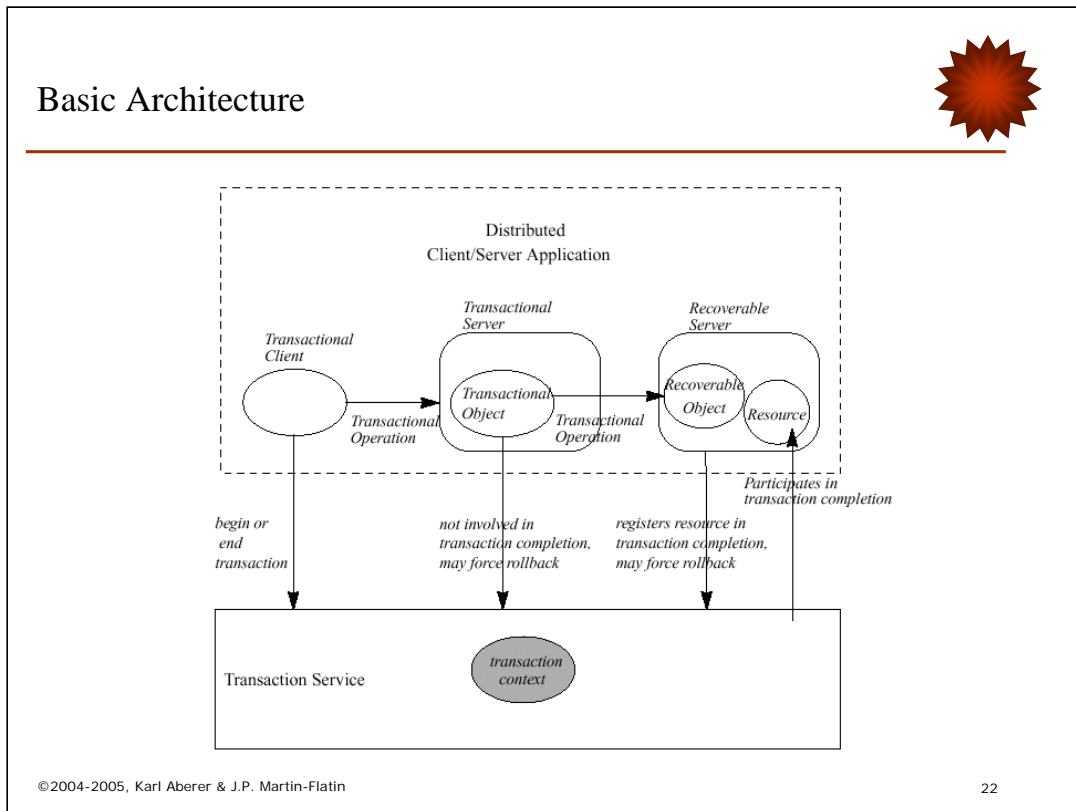 Basic Architecture
Distributed
Client/Server Application
Transactional
Server
Recoverable
Server
Transactional
Client
Transactional
Object
Recoverable
Object
Resource
Transactional
Operation
Transactional
Operation
Participates in
transaction completion
begin or
end
transaction
not involved in
transaction completion,
may force rollback
registers resource in
transaction completion,
may force rollback
transaction
context
Transaction Service
©2004-2005, Karl Aberer & J.P. Martin-Flatin
22